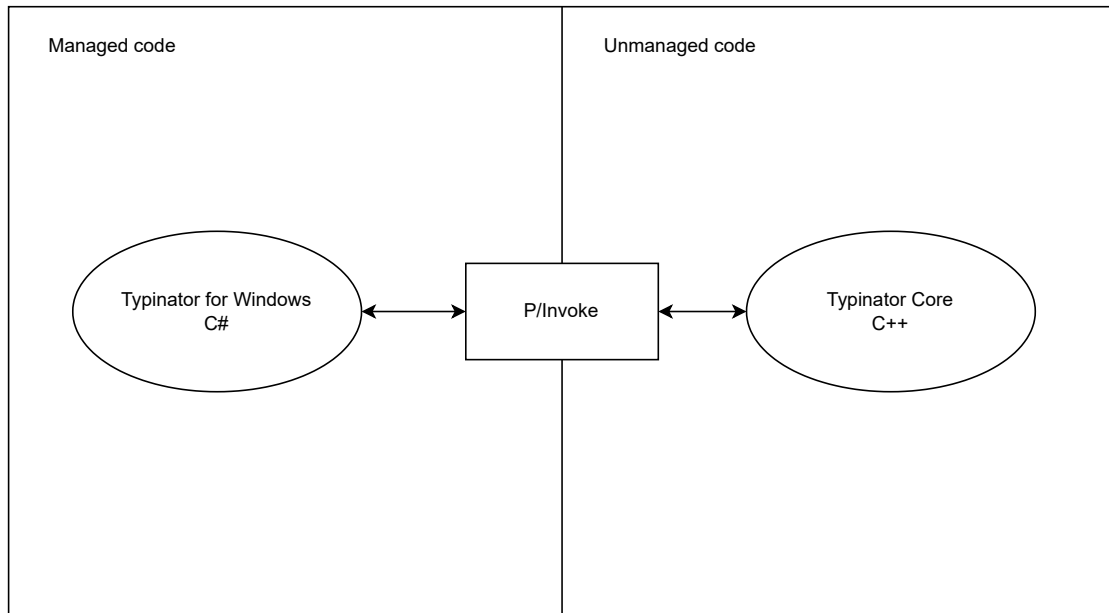 Managed code
Unmanaged code
Typinator for Windows
C#
P/Invoke
Typinator Core
C++